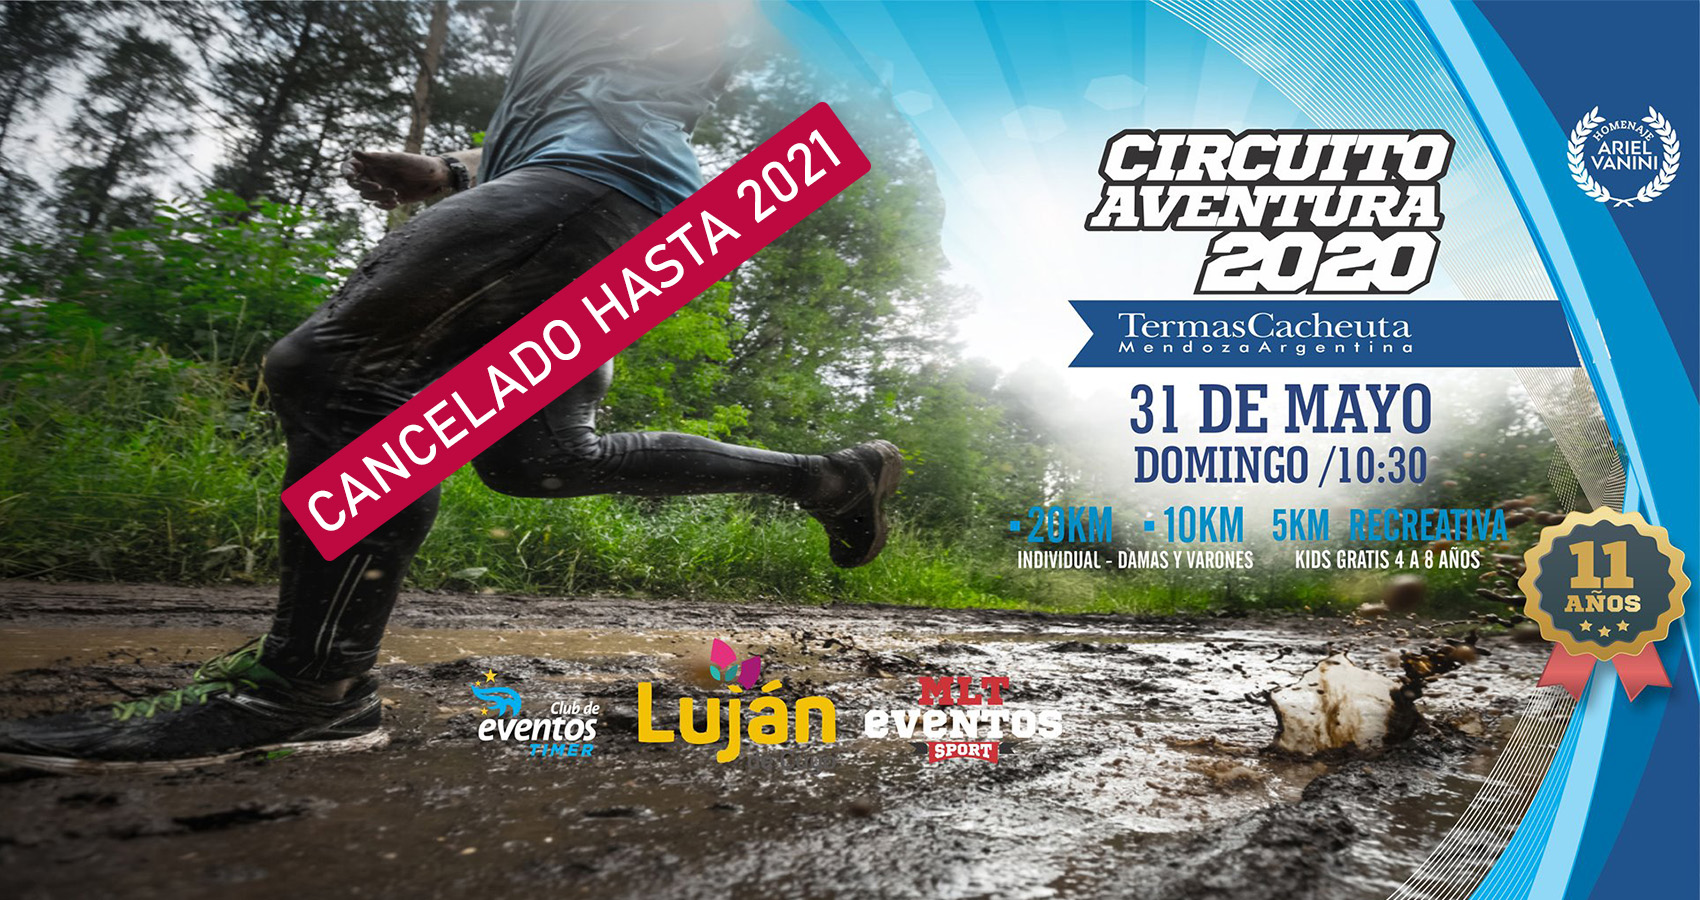 CANCELADO HASTA 2021
CIRCUITO
AVENTURA
2020
TermasCacheuta
MendozaArgentina
31 DE MAYO
DOMINGO /10:30
▪ 20KM ▪ 10KM 5KM RECREATIVA
INDIVIDUAL - DAMAS Y VARONES KIDS GRATIS 4 A 8 AÑOS
HOMENAJE
ARIEL
VANINI
11
AÑOS
Club de
eventos
TIMER
Luján
MLT
eventos
SPORT